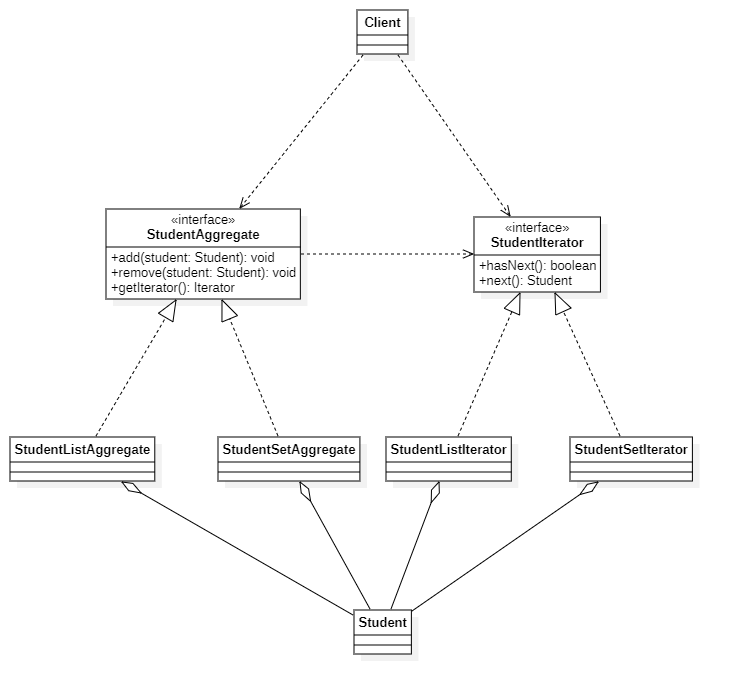 Client
«interface»
StudentAggregate
+add(student: Student): void
+remove(student: Student): void
+getIterator(): Iterator
«interface»
StudentIterator
+hasNext(): boolean
+next(): Student
StudentListAggregate
StudentSetAggregate
StudentListIterator
StudentSetIterator
Student